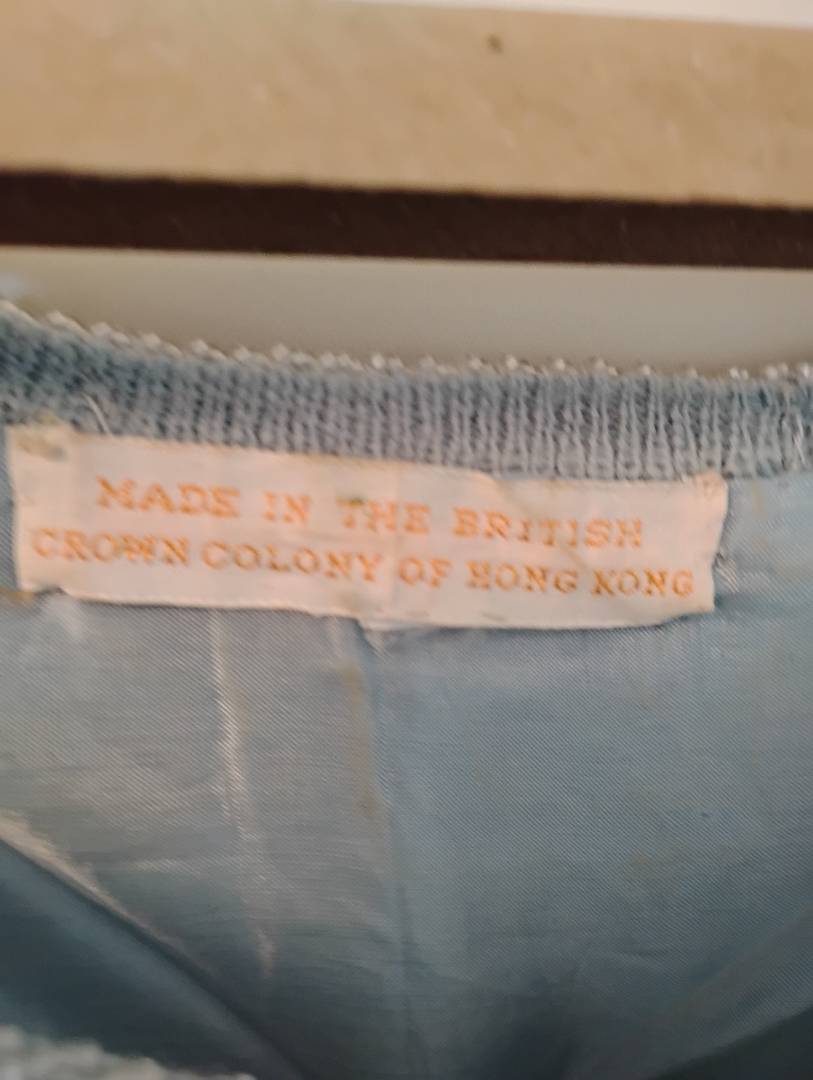 MADE IN THE BRITISH
CROWN COLONY OF HONG KONG